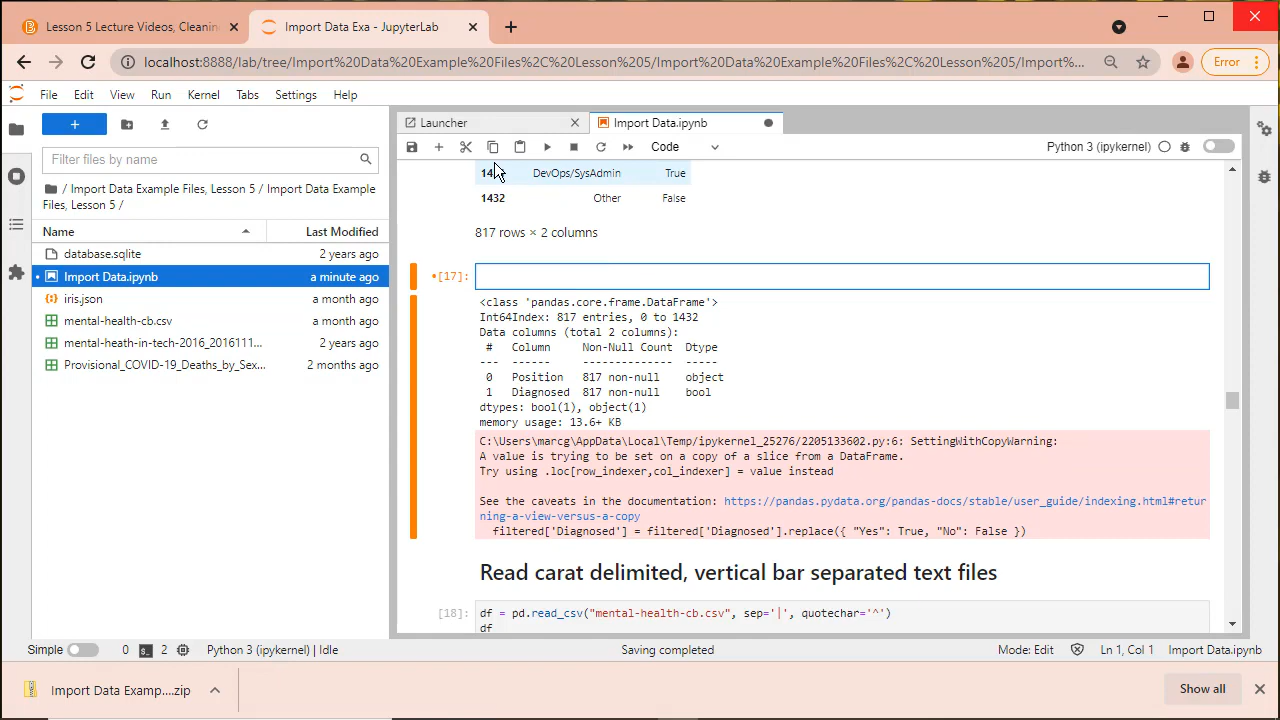 Lesson 5 Lecture Videos, Cleanin
Import Data Exa - JupyterLab
localhost:8888/lab/tree/Import%20Data%20Example%20Files%2C%20Lesson%205/Import%20Data%20Example%20Files%2C%20Lesson%205/Import%...
Error
File Edit View Run Kernel Tabs Settings Help
Launcher
Import Data.ipynb
Filter files by name
Code
Python 3 (ipykernel)
/ Import Data Example Files, Lesson 5 / Import Data Example
Files, Lesson 5 /
Name Last Modified
database.sqlite 2 years ago
Import Data.ipynb a minute ago
iris.json a month ago
mental-health-cb.csv a month ago
mental-heath-in-tech-2016_2016111... 2 years ago
Provisional_COVID-19_Deaths_by_Sex... 2 months ago
DevOps/SysAdmin True
1432 Other False
817 rows × 2 columns
[17]:
<class 'pandas.core.frame.DataFrame'>
Int64Index: 817 entries, 0 to 1432
Data columns (total 2 columns):
# Column Non-Null Count Dtype
--- ------ -------------- -----
0 Position 817 non-null object
1 Diagnosed 817 non-null bool
dtypes: bool(1), object(1)
memory usage: 13.6+ KB
C:\Users\marcg\AppData\Local\Temp/ipykernel_25276/2205133602.py:6: SettingWithCopyWarning:
A value is trying to be set on a copy of a slice from a DataFrame.
Try using .loc[row_indexer,col_indexer] = value instead
See the caveats in the documentation: https://pandas.pydata.org/pandas-docs/stable/user_guide/indexing.html#retur
ning-a-view-versus-a-copy
filtered['Diagnosed'] = filtered['Diagnosed'].replace({ "Yes": True, "No": False })
Read carat delimited, vertical bar separated text files
[18]:
df = pd.read_csv("mental-health-cb.csv", sep='|', quotechar='^')
df
Simple 0 2 Python 3 (ipykernel) | Idle Saving completed Mode: Edit Ln 1, Col 1 Import Data.ipynb
Import Data Examp....zip
Show all